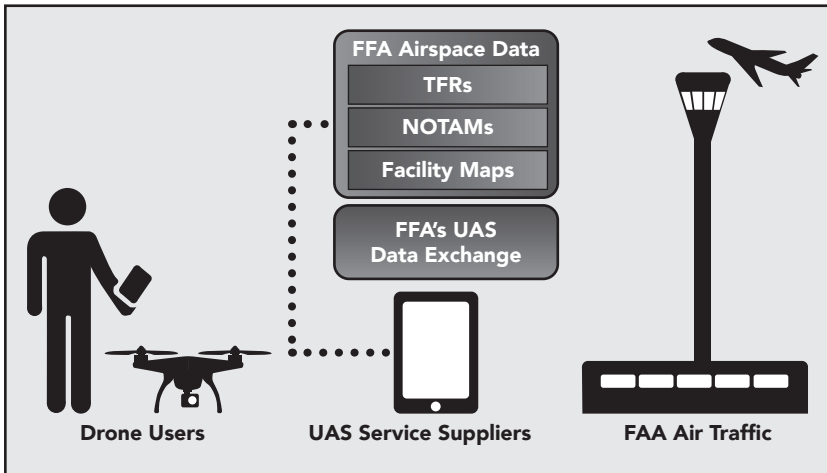 FFA Airspace Data
TFRs
NOTAMs
Facility Maps
FFA's UAS
Data Exchange
Drone Users
UAS Service Suppliers
FAA Air Traffic